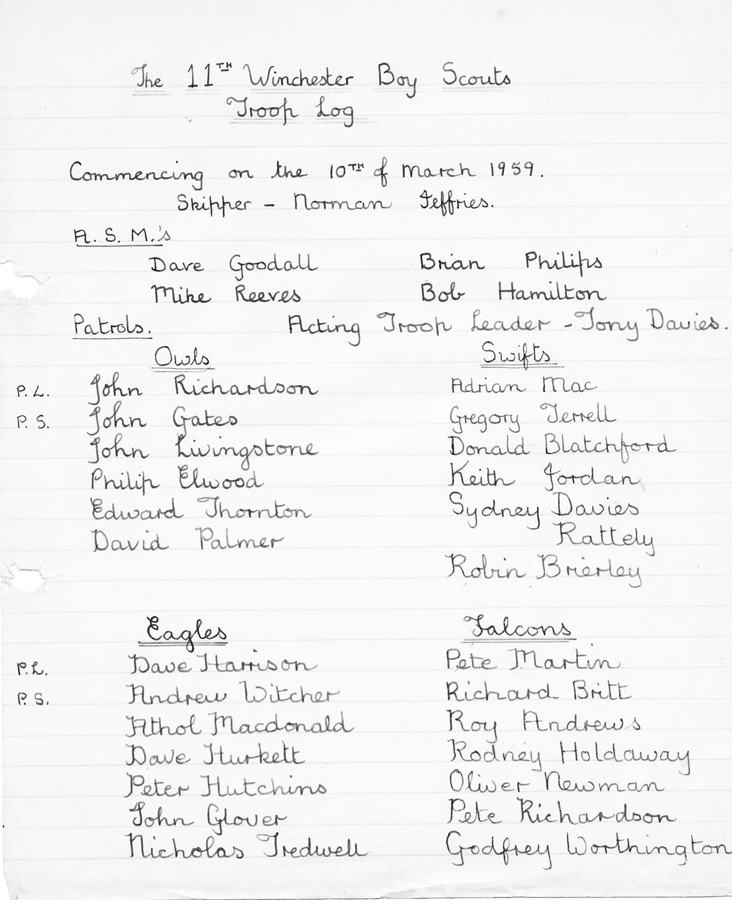 The 11TH Winchester Boy Scouts
Troop Log
Commencing on the 10TH of March 1959.
Skipper - Norman Jeffries.
A. S. M.'s
Dave Goodall Brian Philips
Mike Reeves Bob Hamilton
Patrols. Acting Troop Leader - Tony Davies.
Owls Swifts
P.L. John Richardson Adrian Mac
P.S. John Gates Gregory Terrell
John Livingstone Donald Blatchford
Philip Elwood Keith Jordan
Edward Thornton Sydney Davies
David Palmer Rattely
Robin Brierley
Eagles Falcons
P.L. Dave Harrison Pete Martin
P.S. Andrew Witcher Richard Britt
Athol Macdonald Roy Andrews
Dave Hurkett Rodney Holdaway
Peter Hutchins Oliver Newman
John Glover Pete Richardson
Nicholas Tredwell Godfrey Worthington